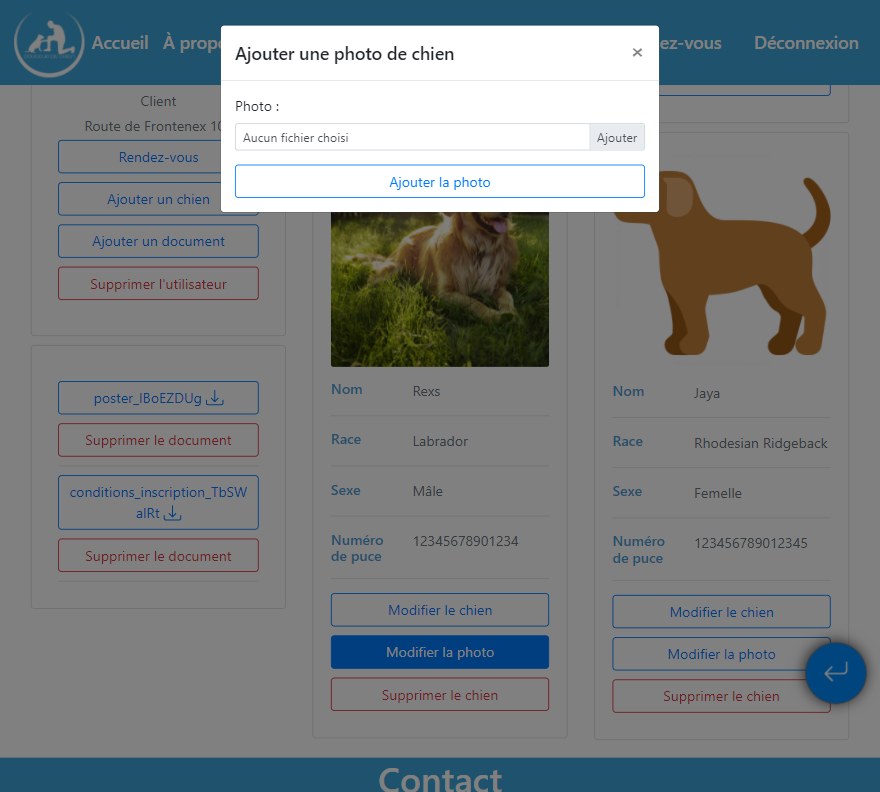 Accueil
À prop
ez-vous
Déconnexion
Ajouter une photo de chien
×
Photo :
Aucun fichier choisi
Ajouter
Ajouter la photo
Client
Route de Frontenex 10
Rendez-vous
Ajouter un chien
Ajouter un document
Supprimer l'utilisateur
poster_lBoEZDUg
Supprimer le document
conditions_inscription_TbSW
alRt
Supprimer le document
Nom Rexs
Race Labrador
Sexe Mâle
Numéro 12345678901234
de puce
Modifier le chien
Modifier la photo
Supprimer le chien
Nom Jaya
Race Rhodesian Ridgeback
Sexe Femelle
Numéro 123456789012345
de puce
Modifier le chien
Modifier la photo
Supprimer le chien
Contact